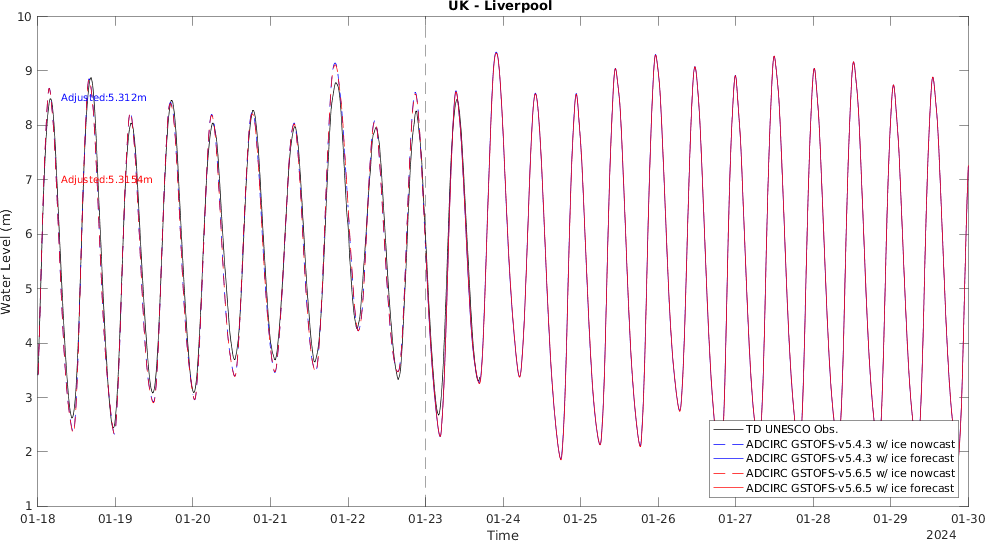 UK - Liverpool
10
9
8
7
6
5
4
3
2
1
Water Level (m)
Adjusted:5.312m
Adjusted:5.3154m
TD UNESCO Obs.
ADCIRC GSTOFS-v5.4.3 w/ ice nowcast
ADCIRC GSTOFS-v5.4.3 w/ ice forecast
ADCIRC GSTOFS-v5.6.5 w/ ice nowcast
ADCIRC GSTOFS-v5.6.5 w/ ice forecast
01-18 01-19 01-20 01-21 01-22 01-23 01-24 01-25 01-26 01-27 01-28 01-29 01-30
Time
2024